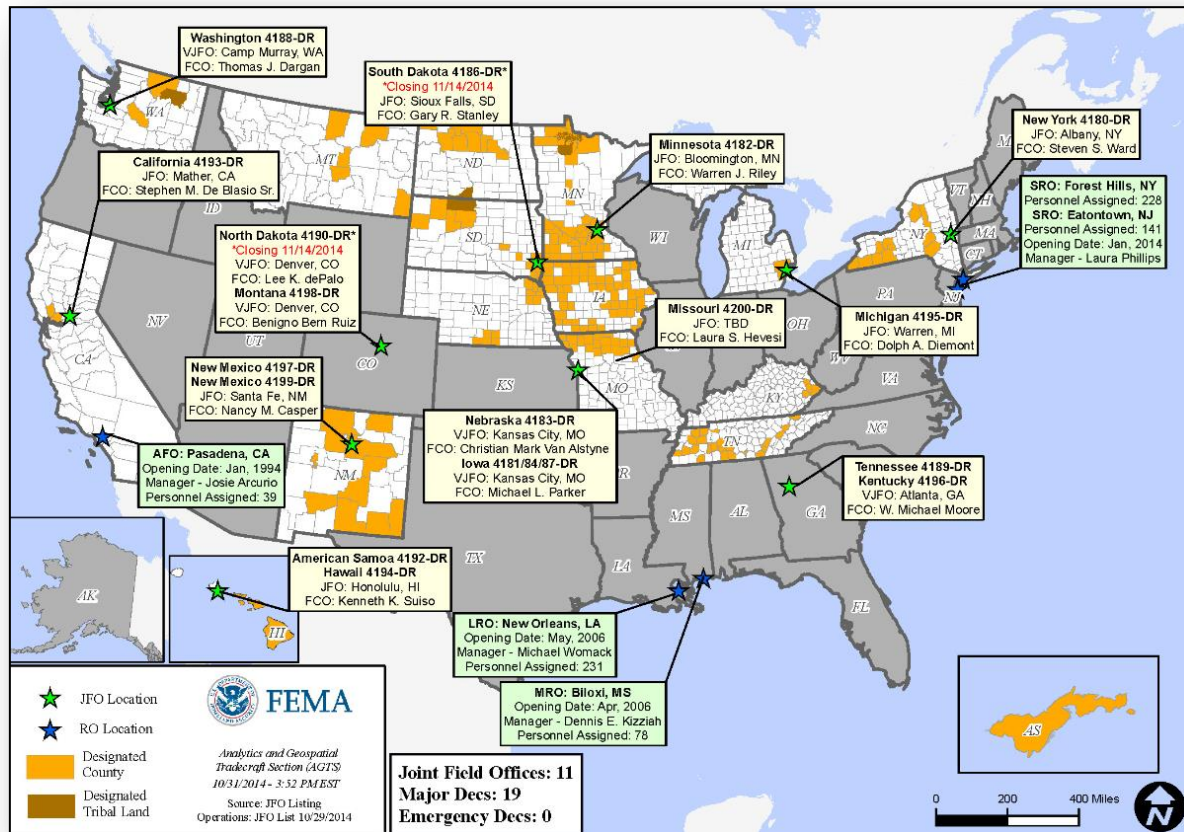 Washington 4188-DR
VJFO: Camp Murray, WA
FCO: Thomas J. Dargan
South Dakota 4186-DR*
*Closing 11/14/2014
JFO: Sioux Falls, SD
FCO: Gary R. Stanley
Minnesota 4182-DR
JFO: Bloomington, MN
FCO: Warren J. Riley
New York 4180-DR
JFO: Albany, NY
FCO: Steven S. Ward
California 4193-DR
JFO: Mather, CA
FCO: Stephen M. De Blasio Sr.
SRO: Forest Hills, NY
Personnel Assigned: 228
SRO: Eatontown, NJ
Personnel Assigned: 141
Opening Date: Jan, 2014
Manager - Laura Phillips
North Dakota 4190-DR*
*Closing 11/14/2014
VJFO: Denver, CO
FCO: Lee K. dePalo
Montana 4198-DR
VJFO: Denver, CO
FCO: Benigno Bern Ruiz
Missouri 4200-DR
JFO: TBD
FCO: Laura S. Hevesi
Michigan 4195-DR
JFO: Warren, MI
FCO: Dolph A. Diemont
New Mexico 4197-DR
New Mexico 4199-DR
JFO: Santa Fe, NM
FCO: Nancy M. Casper
Nebraska 4183-DR
VJFO: Kansas City, MO
FCO: Christian Mark Van Alstyne
Iowa 4181/84/87-DR
VJFO: Kansas City, MO
FCO: Michael L. Parker
AFO: Pasadena, CA
Opening Date: Jan, 1994
Manager - Josie Arcurio
Personnel Assigned: 39
Tennessee 4189-DR
Kentucky 4196-DR
VJFO: Atlanta, GA
FCO: W. Michael Moore
American Samoa 4192-DR
Hawaii 4194-DR
JFO: Honolulu, HI
FCO: Kenneth K. Suiso
LRO: New Orleans, LA
Opening Date: May, 2006
Manager - Michael Womack
Personnel Assigned: 231
MRO: Biloxi, MS
Opening Date: Apr, 2006
Manager - Dennis E. Kizziah
Personnel Assigned: 78
WA
MT
ND
MN
SD
ID
WI
MI
NY
VT
NH
MA
CT
NJ
PA
IA
NE
NV
UT
CO
CA
KS
MO
OH
WV
VA
KY
NC
TN
NM
TX
MS
AL
GA
LA
FL
AK
HI
AS
JFO Location
RO Location
Designated
County
Designated
Tribal Land
FEMA
Analytics and Geospatial
Tradecraft Section (AGTS)
10/31/2014 - 3:52 PM EST
Source: JFO Listing
Operations: JFO List 10/29/2014
Joint Field Offices: 11
Major Decs: 19
Emergency Decs: 0
0 200 400 Miles
N